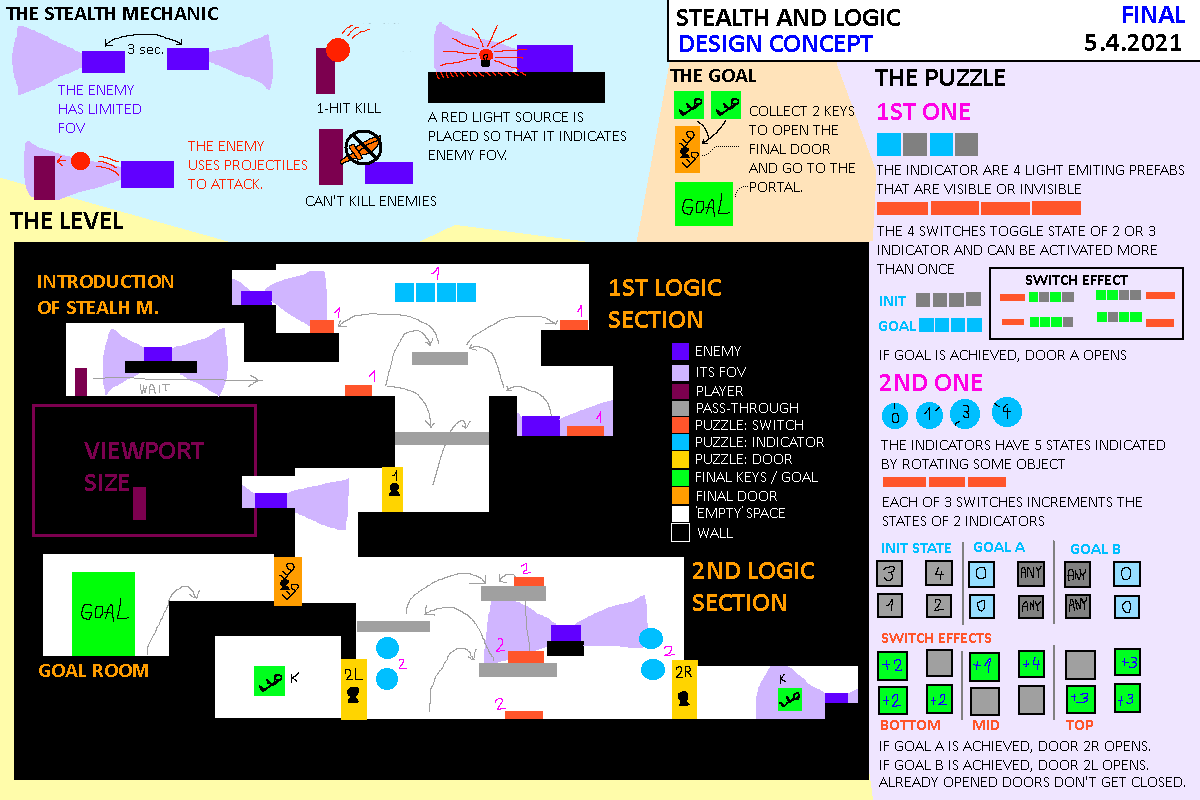 THE STEALTH MECHANIC
3 sec.
THE ENEMY
HAS LIMITED
FOV
1-HIT KILL
A RED LIGHT SOURCE IS
PLACED SO THAT IT INDICATES
ENEMY FOV.
THE ENEMY
USES PROJECTILES
TO ATTACK.
CAN'T KILL ENEMIES
STEALTH AND LOGIC
DESIGN CONCEPT
FINAL
5.4.2021
THE GOAL
COLLECT 2 KEYS
TO OPEN THE
FINAL DOOR
AND GO TO THE
PORTAL.
GOAL
THE LEVEL
INTRODUCTION
OF STEALH M.
WAIT
1
1
1
1
1
1ST LOGIC
SECTION
ENEMY
ITS FOV
PLAYER
PASS-THROUGH
PUZZLE: SWITCH
PUZZLE: INDICATOR
PUZZLE: DOOR
FINAL KEYS / GOAL
FINAL DOOR
'EMPTY' SPACE
WALL
VIEWPORT
SIZE
1
2ND LOGIC
SECTION
GOAL
GOAL ROOM
K
2L
2
2
2
2
2
2R
K
THE PUZZLE
1ST ONE
THE INDICATOR ARE 4 LIGHT EMITING PREFABS
THAT ARE VISIBLE OR INVISIBLE
THE 4 SWITCHES TOGGLE STATE OF 2 OR 3
INDICATOR AND CAN BE ACTIVATED MORE
THAN ONCE
SWITCH EFFECT
INIT
GOAL
IF GOAL IS ACHIEVED, DOOR A OPENS
2ND ONE
0 1 3 4
THE INDICATORS HAVE 5 STATES INDICATED
BY ROTATING SOME OBJECT
EACH OF 3 SWITCHES INCREMENTS THE
STATES OF 2 INDICATORS
INIT STATE GOAL A GOAL B
3 4 0 ANY ANY 0
1 2 0 ANY ANY 0
SWITCH EFFECTS
+2 +1 +4 +3
+2 +2 +3 +3
BOTTOM MID TOP
IF GOAL A IS ACHIEVED, DOOR 2R OPENS.
IF GOAL B IS ACHIEVED, DOOR 2L OPENS.
ALREADY OPENED DOORS DON'T GET CLOSED.